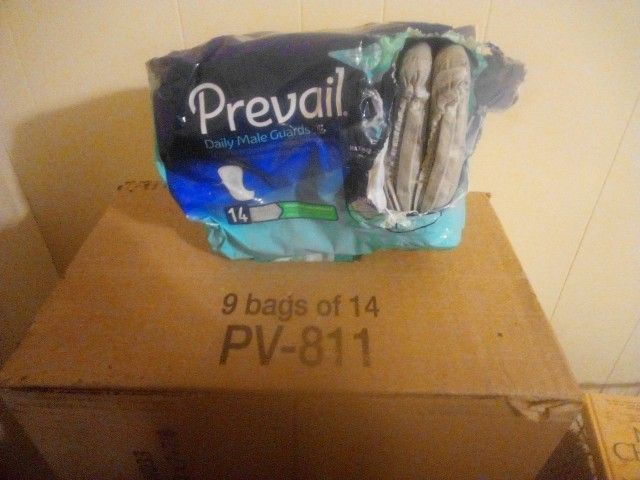 Prevail.
Daily Male Guards
14
9 bags of 14
PV-811